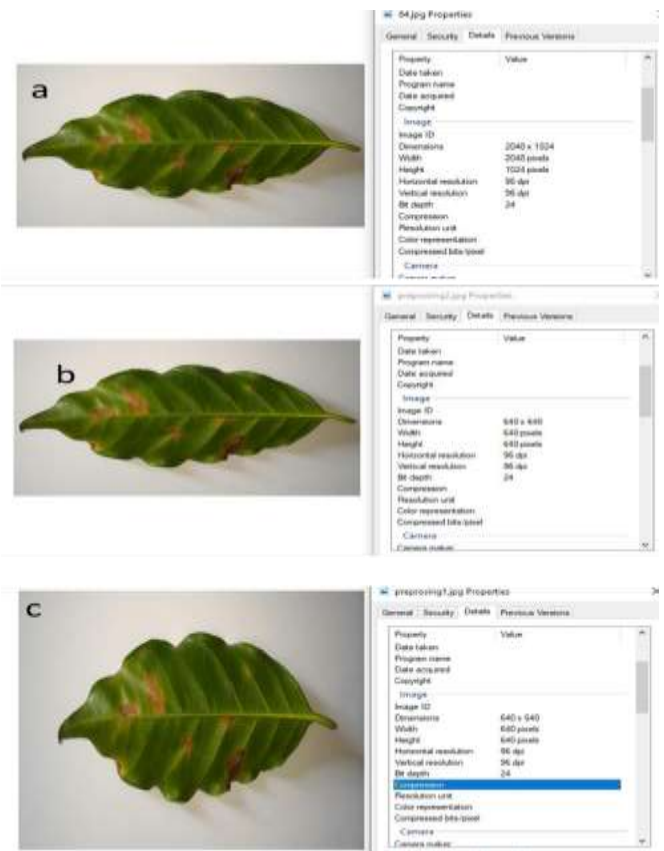 a
64.jpg Properties
General Security Details Previous Versions
Property Value
Date taken
Program name
Date acquired
Copyright
Image
Image ID
Dimensions 2048 x 1024
Width 2048 pixels
Height 1024 pixels
Horizontal resolution 96 dpi
Vertical resolution 96 dpi
Bit depth 24
Compression
Resolution unit
Color representation
Compressed bits/pixel
Camera
b
Properties
General Security Details Previous Versions
Property Value
Date taken
Program name
Date acquired
Copyright
Image
Image ID
Dimensions 640 x 640
Width 640 pixels
Height 640 pixels
Horizontal resolution 96 dpi
Vertical resolution 96 dpi
Bit depth 24
Compression
Resolution unit
Color representation
Compressed bits/pixel
Camera
Camera maker
c
preprosing1.jpg Properties
General Security Details Previous Versions
Property Value
Date taken
Program name
Date acquired
Copyright
Image
Image ID
Dimensions 640 x 640
Width 640 pixels
Height 640 pixels
Horizontal resolution 96 dpi
Vertical resolution 96 dpi
Bit depth 24
Compression
Resolution unit
Color representation
Compressed bits/pixel
Camera
Camera maker